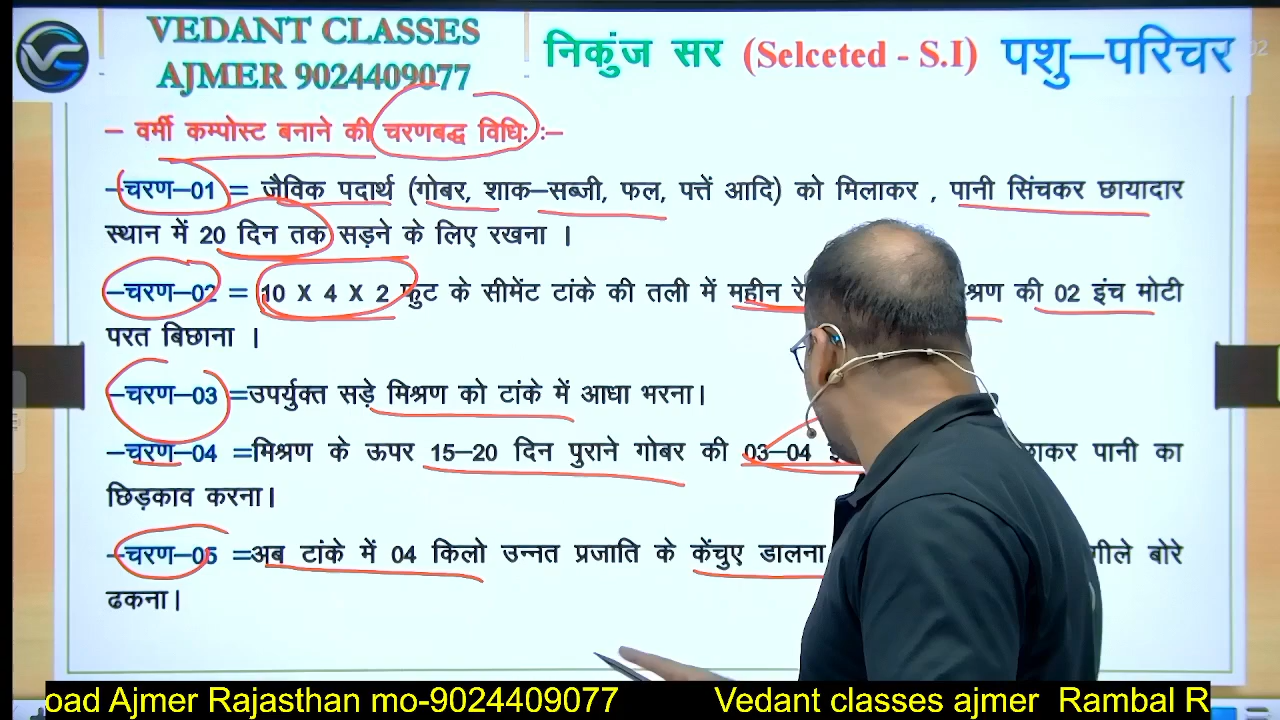 VEDANT CLASSES
AJMER 9024409077
निकुंज सर (Selceted - S.I) पशु–परिचर
– वर्मी कम्पोस्ट बनाने की चरणबद्ध विधिः :–
–चरण–01 = जैविक पदार्थ (गोबर, शाक–सब्जी, फल, पत्तें आदि) को मिलाकर , पानी सिंचकर छायादार
स्थान में 20 दिन तक सड़ने के लिए रखना ।
–चरण–02 = 10 X 4 X 2 फुट के सीमेंट टांके की तली में महीन की 02 इंच मोटी
परत बिछाना ।
–चरण–03 =उपर्युक्त सड़े मिश्रण को टांके में आधा भरना।
–चरण–04 =मिश्रण के ऊपर 15–20 दिन पुराने गोबर की 03–04 पानी का
छिड़काव करना।
–चरण–05 =अब टांके में 04 किलो उन्नत प्रजाति के केंचुए डालना गीले बोरे
ढकना।
oad Ajmer Rajasthan mo-9024409077 Vedant classes ajmer Rambal R